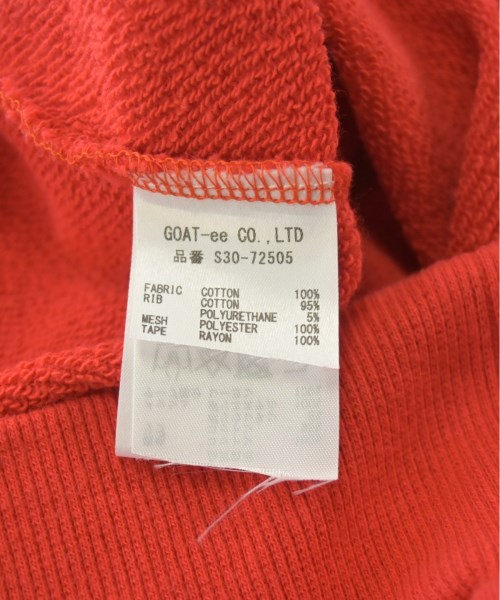 GOAT-ee CO.,LTD
品番 S30-72505
FABRIC COTTON 100%
RIB COTTON 95%
POLYURETHANE 5%
MESH POLYESTER 100%
TAPE RAYON 100%